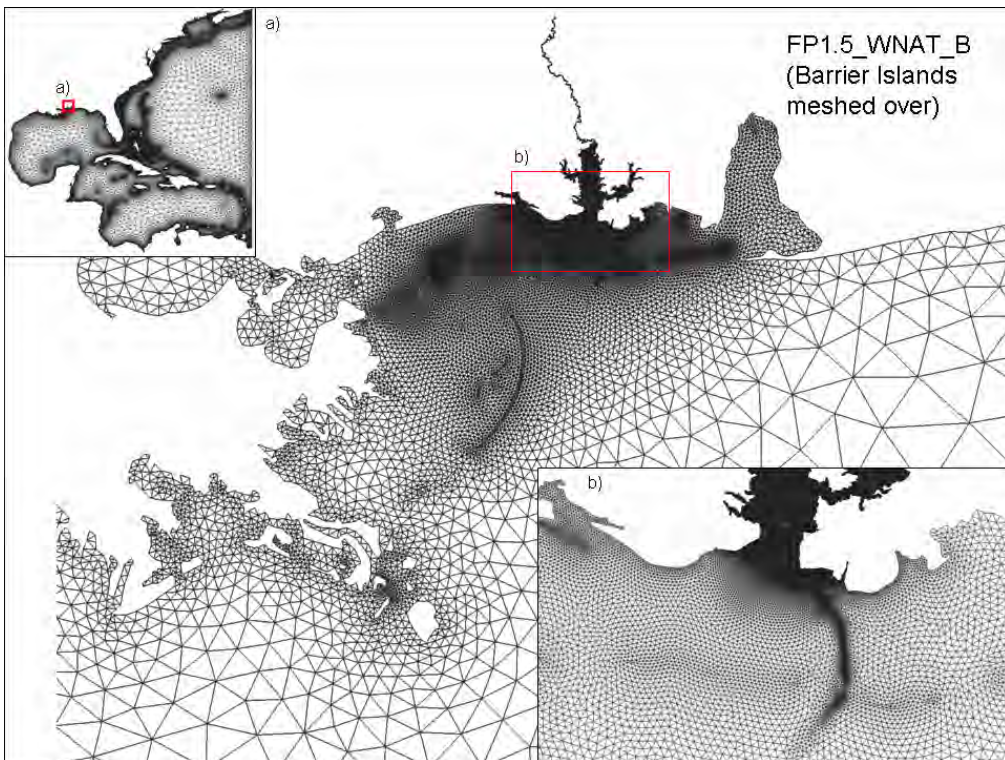 a)
a)
FP1.5_WNAT_B
(Barrier Islands
meshed over)
b)
b)